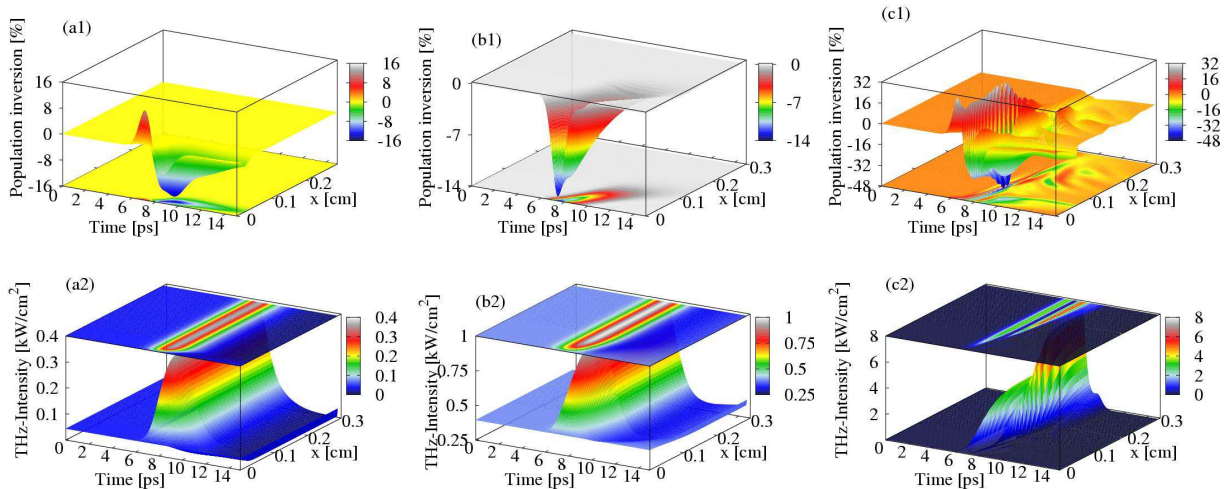 (a1)
Population inversion [%]
16
8
0
-8
-16
0 2 4 6 8 10 12 14
Time [ps]
0 0.1 0.2
x [cm]
16
8
0
-8
-16
(b1)
Population inversion [%]
0
-7
-14
0 2 4 6 8 10 12 14
Time [ps]
0 0.1 0.2 0.3
x [cm]
0
-7
-14
(c1)
Population inversion [%]
32
16
0
-16
-32
-48
0 2 4 6 8 10 12 14
Time [ps]
0 0.1 0.2
x [cm]
32
16
0
-16
-32
-48
(a2)
THz-Intensity [kW/cm²]
0.4
0.3
0.2
0.1
0 2 4 6 8 10 12 14
Time [ps]
0 0.1 0.2 0.3
x [cm]
0.4
0.3
0.2
0.1
0
(b2)
THz-Intensity [kW/cm²]
1
0.75
0.5
0.25
0 2 4 6 8 10 12 14
Time [ps]
0 0.1 0.2 0.3
x [cm]
1
0.75
0.5
0.25
(c2)
THz-Intensity [kW/cm²]
8
6
4
2
0
0 2 4 6 8 10 12 14
Time [ps]
0 0.1 0.2 0.3
x [cm]
8
6
4
2
0